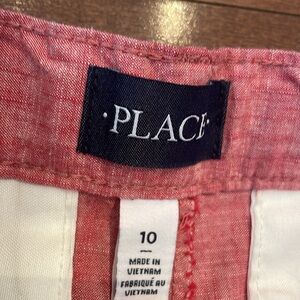 ·PLACE·
10
MADE IN
VIETNAM
FABRIQUÉ AU
VIETNAM